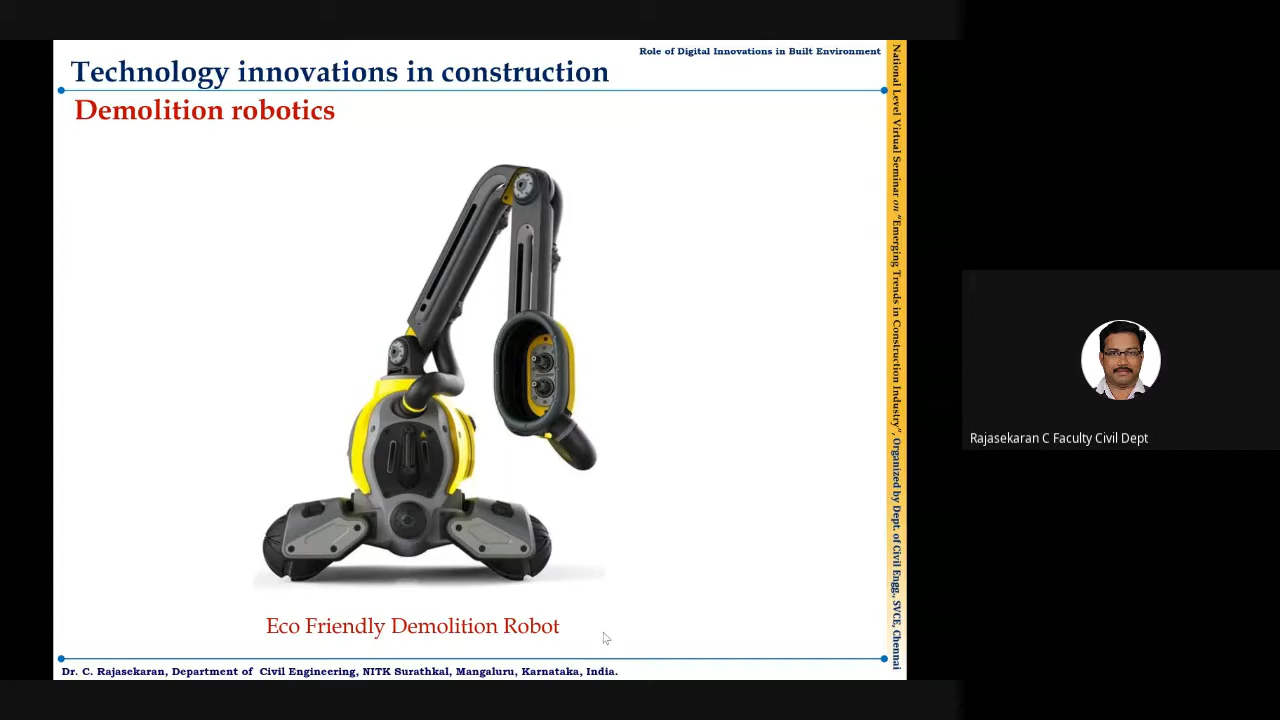 Role of Digital Innovations in Built Environment
Technology innovations in construction
Demolition robotics
Eco Friendly Demolition Robot
Dr. C. Rajasekaran, Department of Civil Engineering, NITK Surathkal, Mangaluru, Karnataka, India.
National Level Virtual Seminar on “Emerging Trends in Construction Industry”, Organized by Dept. of Civil Engg., SVCE, Chennai
Rajasekaran C Faculty Civil Dept